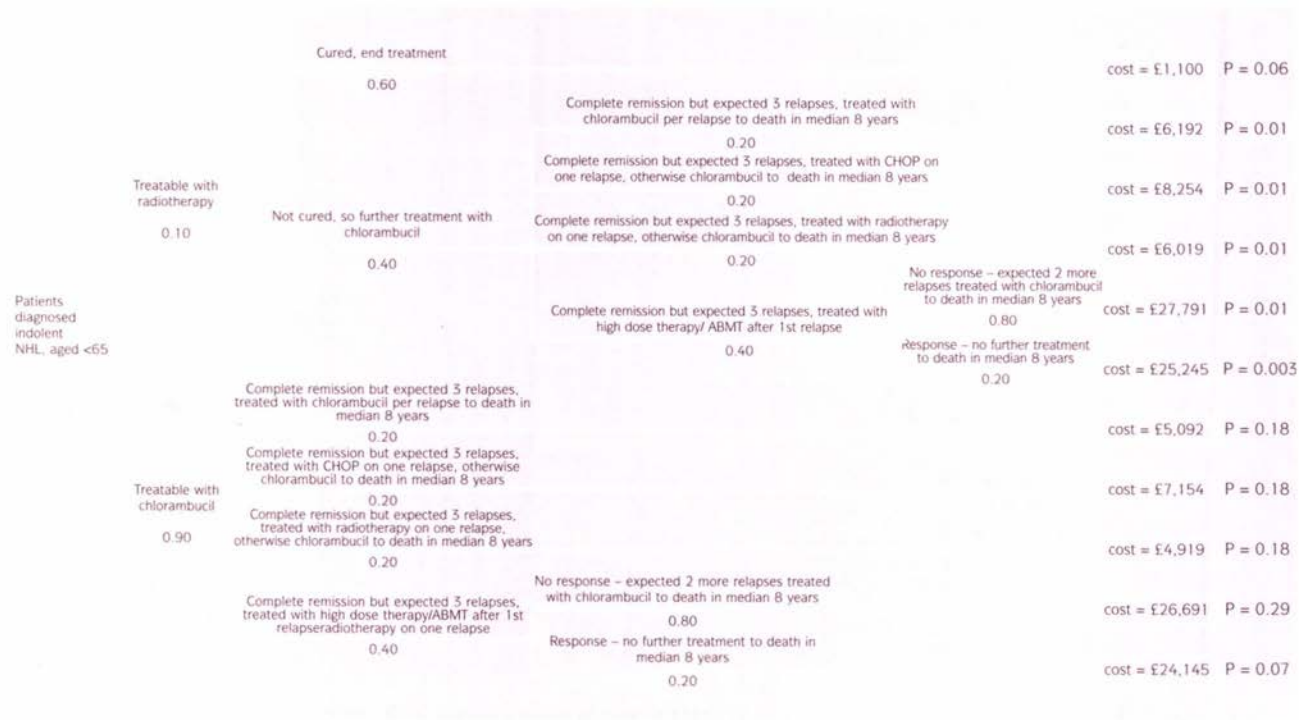 Cured, end treatment
0.60
cost = £1,100 P = 0.06
Complete remission but expected 3 relapses, treated with
chlorambucil per relapse to death in median 8 years
0.20
cost = £6,192 P = 0.01
Complete remission but expected 3 relapses, treated with CHOP on
one relapse, otherwise chlorambucil to death in median 8 years
0.20
cost = £8,254 P = 0.01
Treatable with
radiotherapy
0.10
Not cured, so further treatment with
chlorambucil
0.40
Complete remission but expected 3 relapses, treated with radiotherapy
on one relapse, otherwise chlorambucil to death in median 8 years
0.20
cost = £6,019 P = 0.01
Patients
diagnosed
indolent
NHL, aged <65
Complete remission but expected 3 relapses, treated with
high dose therapy/ ABMT after 1st relapse
0.40
No response – expected 2 more
relapses treated with chlorambucil
to death in median 8 years
0.80
cost = £27,791 P = 0.01
Response – no further treatment
to death in median 8 years
0.20
cost = £25,245 P = 0.003
Complete remission but expected 3 relapses,
treated with chlorambucil per relapse to death in
median 8 years
0.20
cost = £5,092 P = 0.18
Complete remission but expected 3 relapses,
treated with CHOP on one relapse, otherwise
chlorambucil to death in median 8 years
0.20
cost = £7,154 P = 0.18
Treatable with
chlorambucil
0.90
Complete remission but expected 3 relapses,
treated with radiotherapy on one relapse,
otherwise chlorambucil to death in median 8 years
0.20
cost = £4,919 P = 0.18
Complete remission but expected 3 relapses,
treated with high dose therapy/ABMT after 1st
relapseradiotherapy on one relapse
0.40
No response – expected 2 more relapses treated
with chlorambucil to death in median 8 years
0.80
cost = £26,691 P = 0.29
Response – no further treatment to death in
median 8 years
0.20
cost = £24,145 P = 0.07